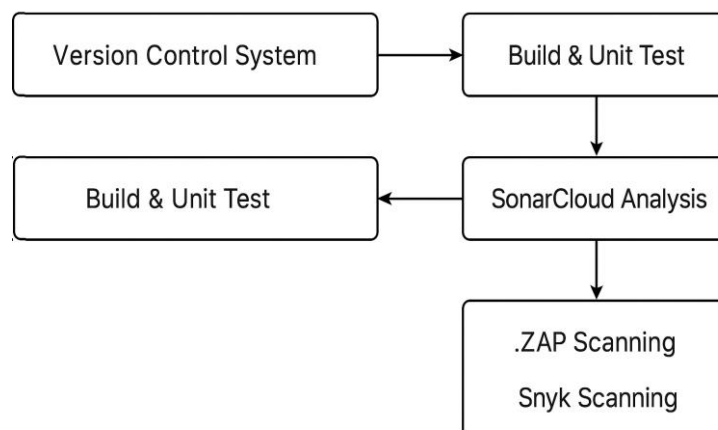 Version Control System
Build & Unit Test
Build & Unit Test
SonarCloud Analysis
.ZAP Scanning
Snyk Scanning